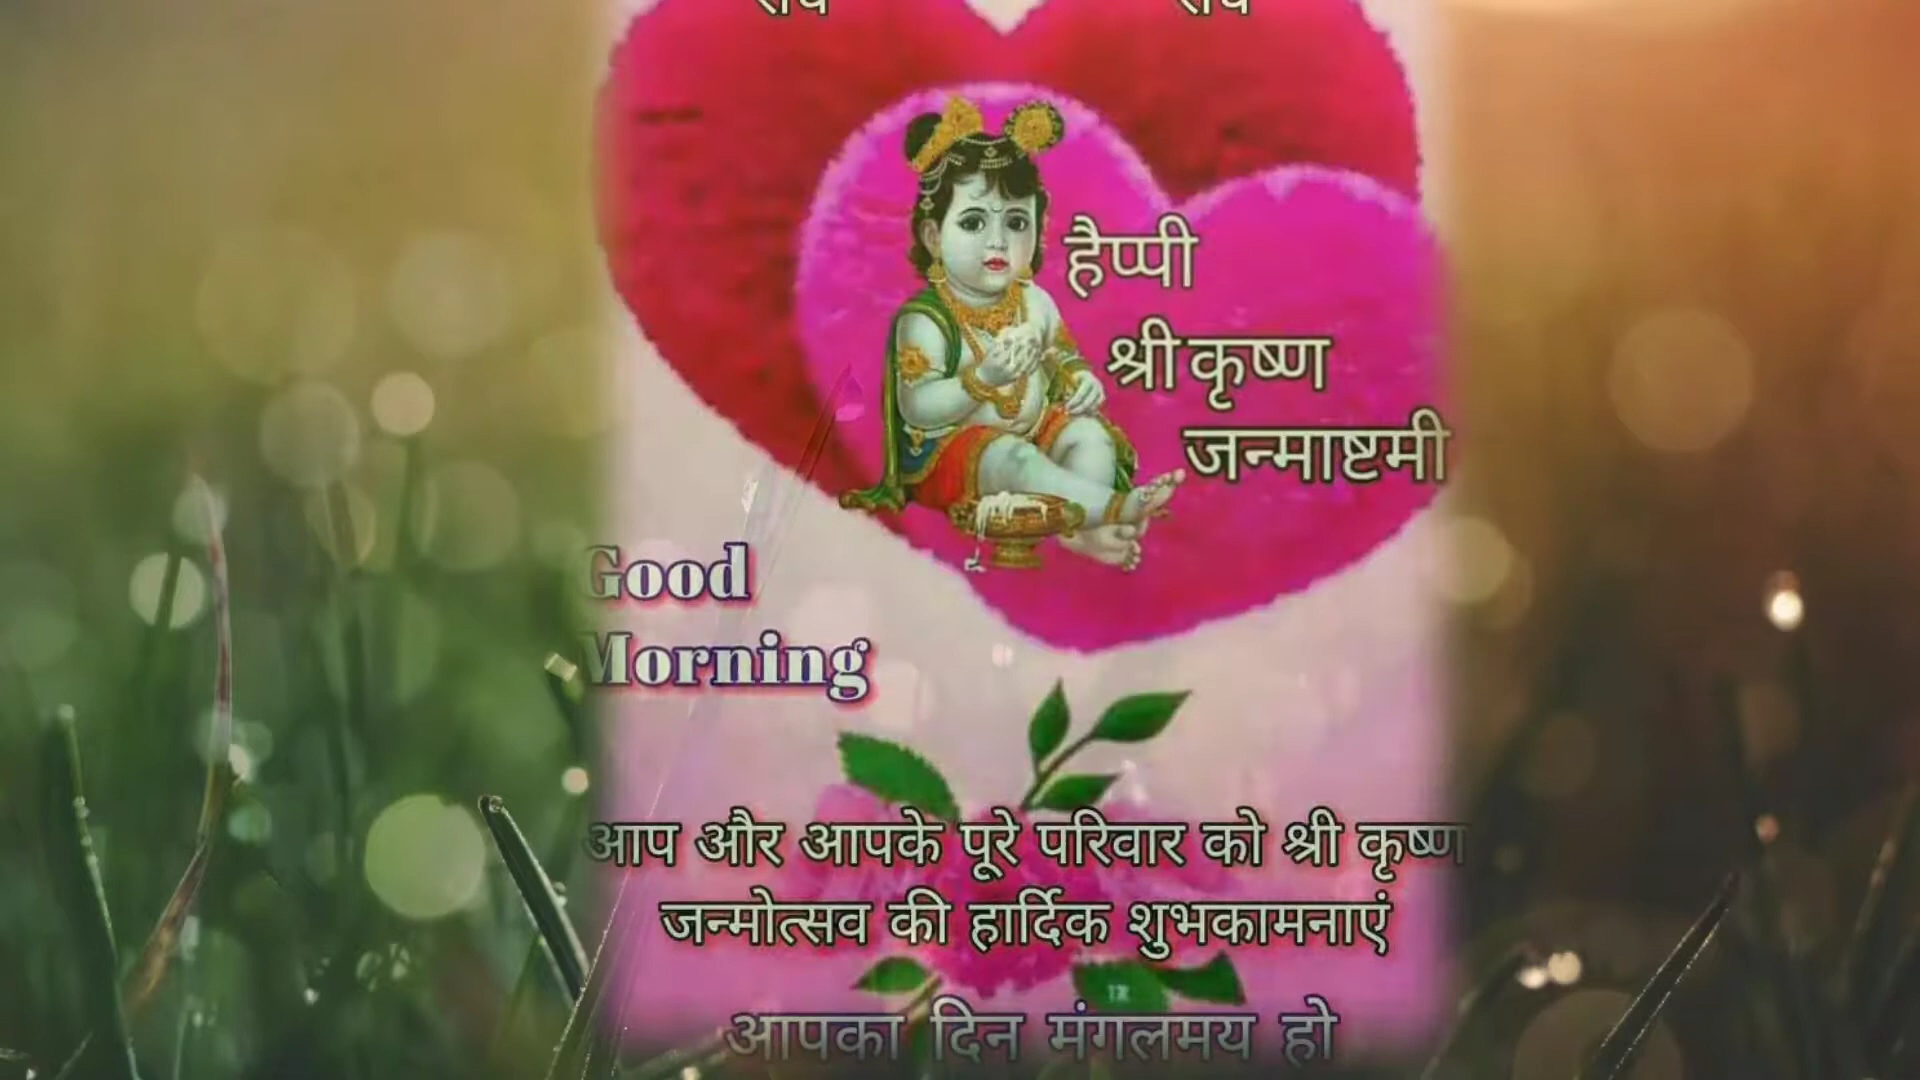 हैप्पी
श्री कृष्ण
जन्माष्टमी
Good
Morning
आप और आपके पूरे परिवार को श्री कृष्ण
जन्मोत्सव की हार्दिक शुभकामनाएं
आपका दिन मंगलमय हो